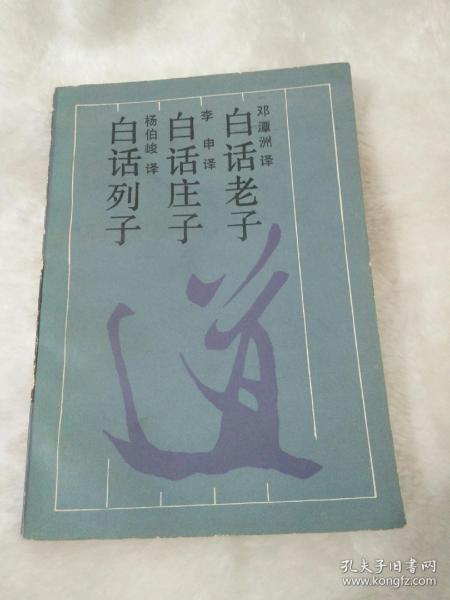 邓潭洲 译
白话老子
李申 译
白话庄子
杨伯峻 译
白话列子
道
孔夫子旧书网
www.kongfz.com